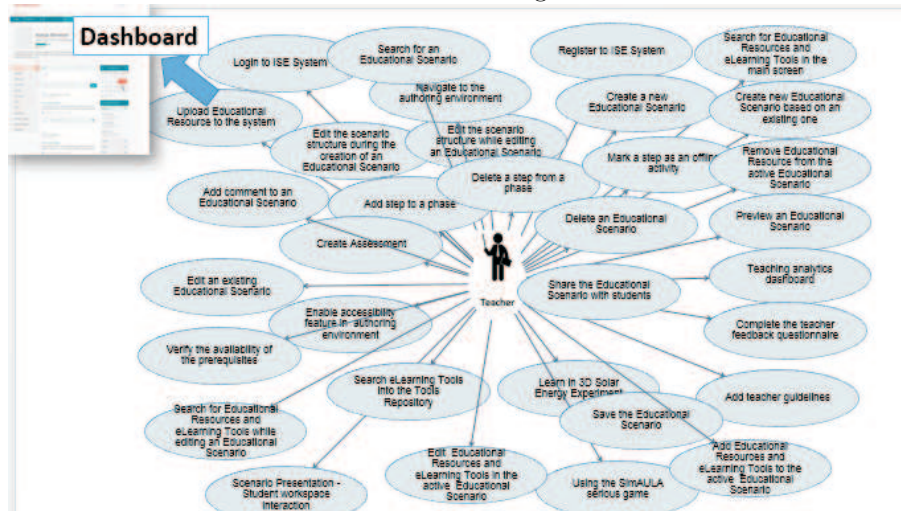 Dashboard
Login to ISE System
Search for an
Educational Scenario
Register to ISE System
Search for Educational
Resources and
eLearning Tools in the
main screen
Upload Educational
Resource to the system
Navigate to the
authoring environment
Create a new
Educational Scenario
Create new Educational
Scenario based on an
existing one
Edit the scenario
structure during the
creation of an
Educational Scenario
Edit the scenario
structure while editing
an Educational Scenario
Mark a step as an offline
activity
Remove Educational
Resource from the
active Educational
Scenario
Delete a step from a
phase
Add comment to an
Educational Scenario
Add step to a phase
Delete an Educational
Scenario
Preview an Educational
Scenario
Create Assessment
Teacher
Edit an existing
Educational Scenario
Share the Educational
Scenario with students
Teaching analytics
dashboard
Enable accessibility
feature in authoring
environment
Complete the teacher
feedback questionnaire
Verify the availability of
the prerequisites
Search eLearning Tools
into the Tools
Repository
Learn in 3D Solar
Energy Experiment
Add teacher guidelines
Search for Educational
Resources and
eLearning Tools while
editing an Educational
Scenario
Save the Educational
Scenario
Scenario Presentation -
Student workspace
interaction
Edit Educational
Resources and
eLearning Tools in the
active Educational
Scenario
Using the SimAULA
serious game
Add Educational
Resources and
eLearning Tools to the
active Educational
Scenario